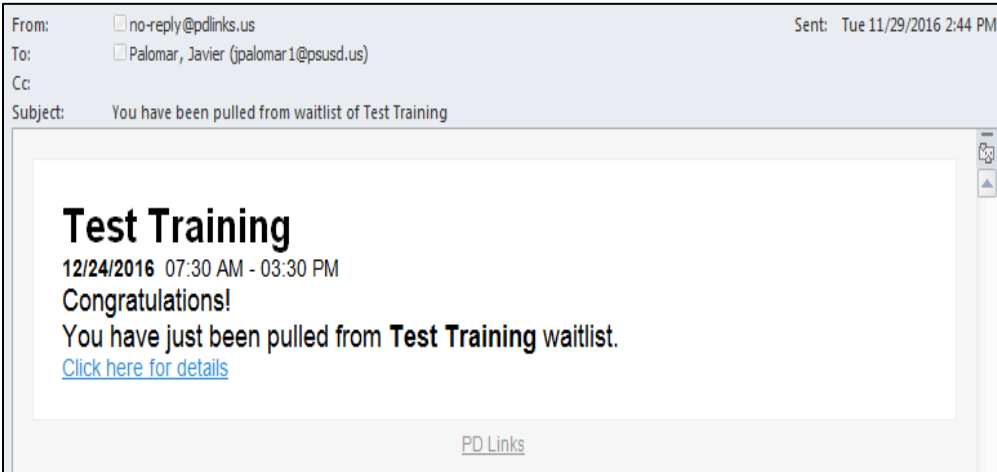 From: no-reply@pdlinks.us Sent: Tue 11/29/2016 2:44 PM
To: Palomar, Javier (jpalomar1@psusd.us)
Cc:
Subject: You have been pulled from waitlist of Test Training
Test Training
12/24/2016 07:30 AM - 03:30 PM
Congratulations!
You have just been pulled from Test Training waitlist.
Click here for details
PD Links